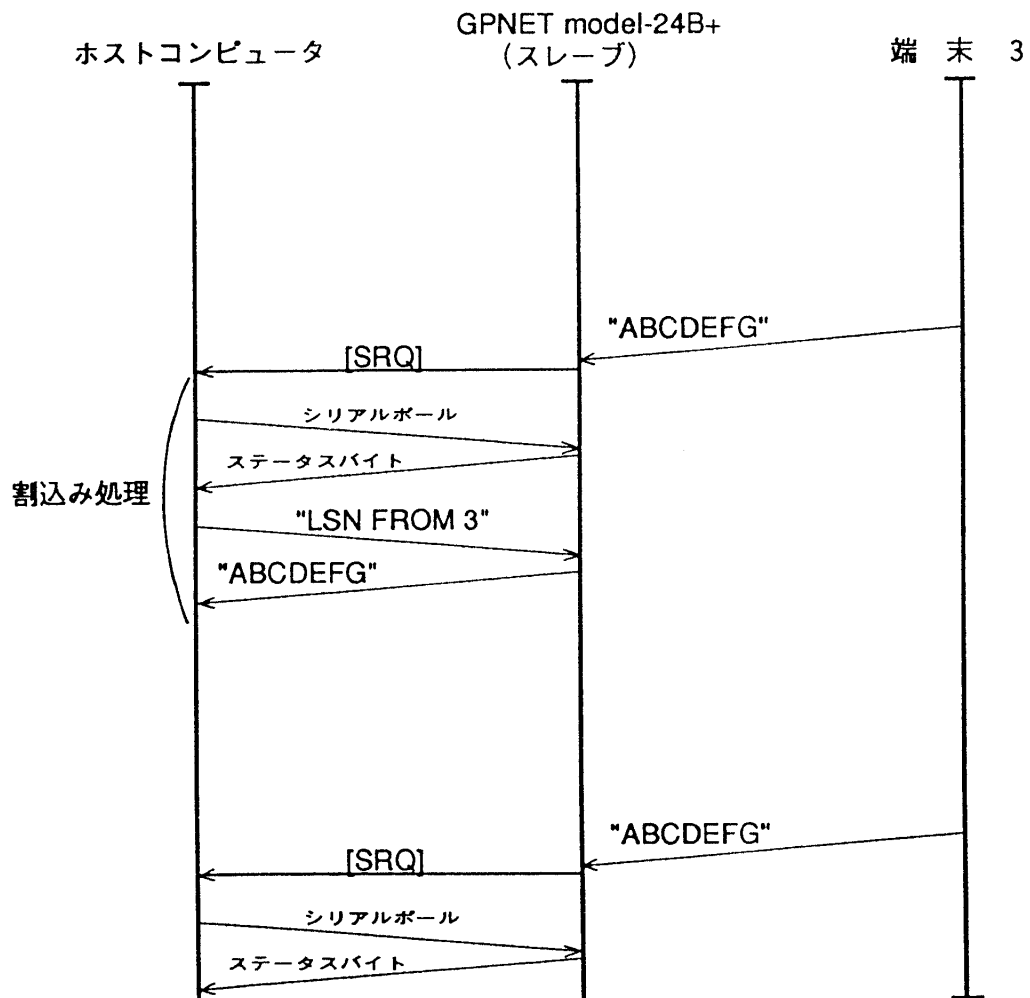 GPNET model-24B+
ホストコンピュータ
(スレーブ)
端 末 3
"ABCDEFG"
[SRQ]
シリアルポール
ステータスバイト
割込み処理
"LSN FROM 3"
"ABCDEFG"
"ABCDEFG"
[SRQ]
シリアルポール
ステータスバイト